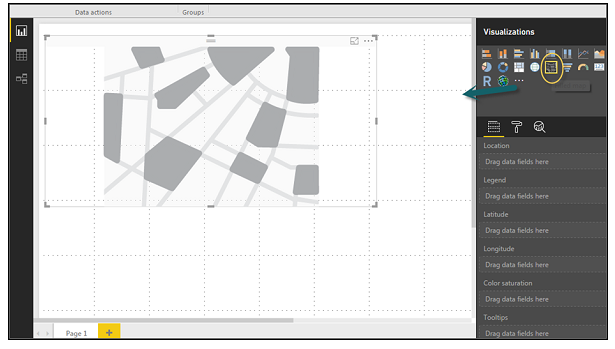 Data actions
Groups
Visualizations
R
Location
Drag data fields here
Legend
Drag data fields here
Latitude
Drag data fields here
Longitude
Drag data fields here
Color saturation
Drag data fields here
Tooltips
Drag data fields here
Page 1